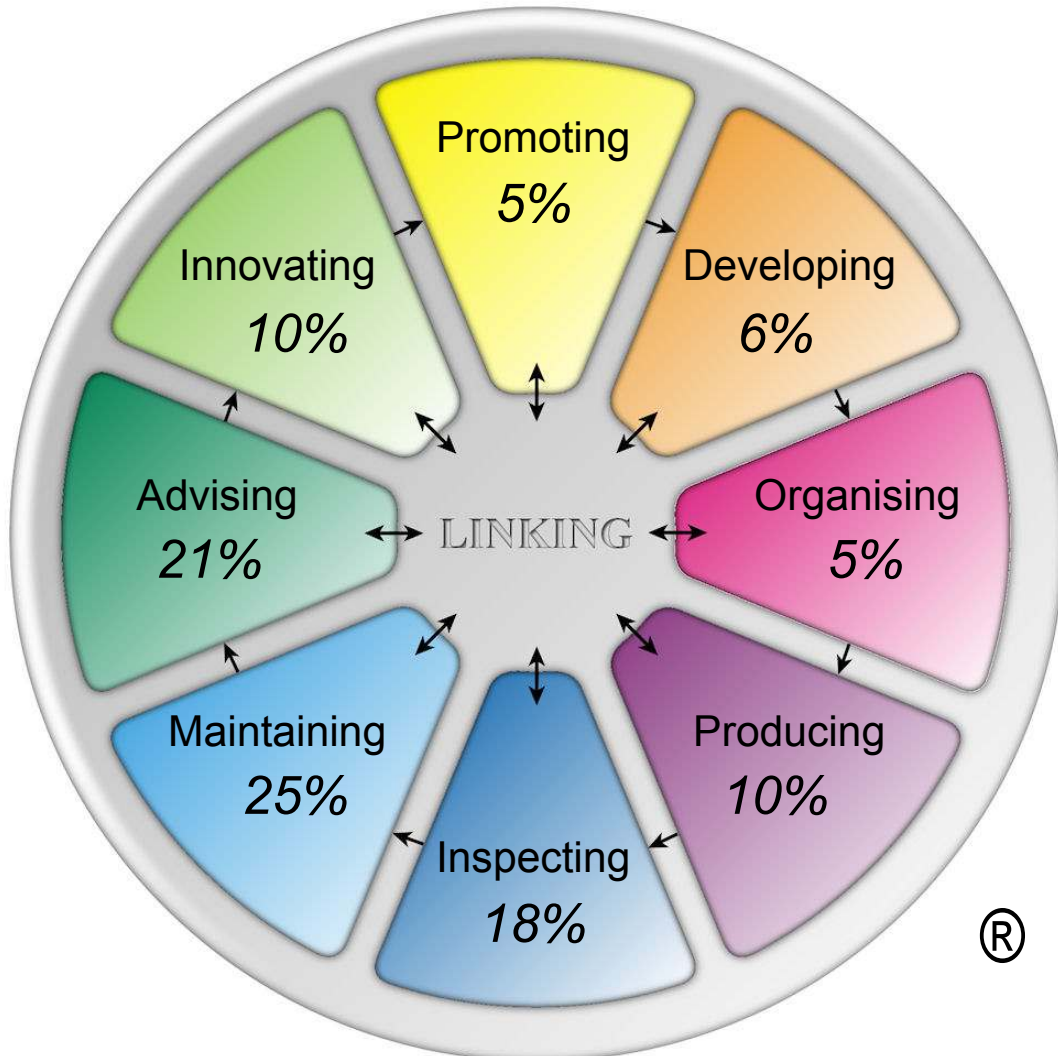 Promoting
5%
Developing
6%
Organising
5%
Producing
10%
Inspecting
18%
Maintaining
25%
Advising
21%
Innovating
10%
LINKING
®